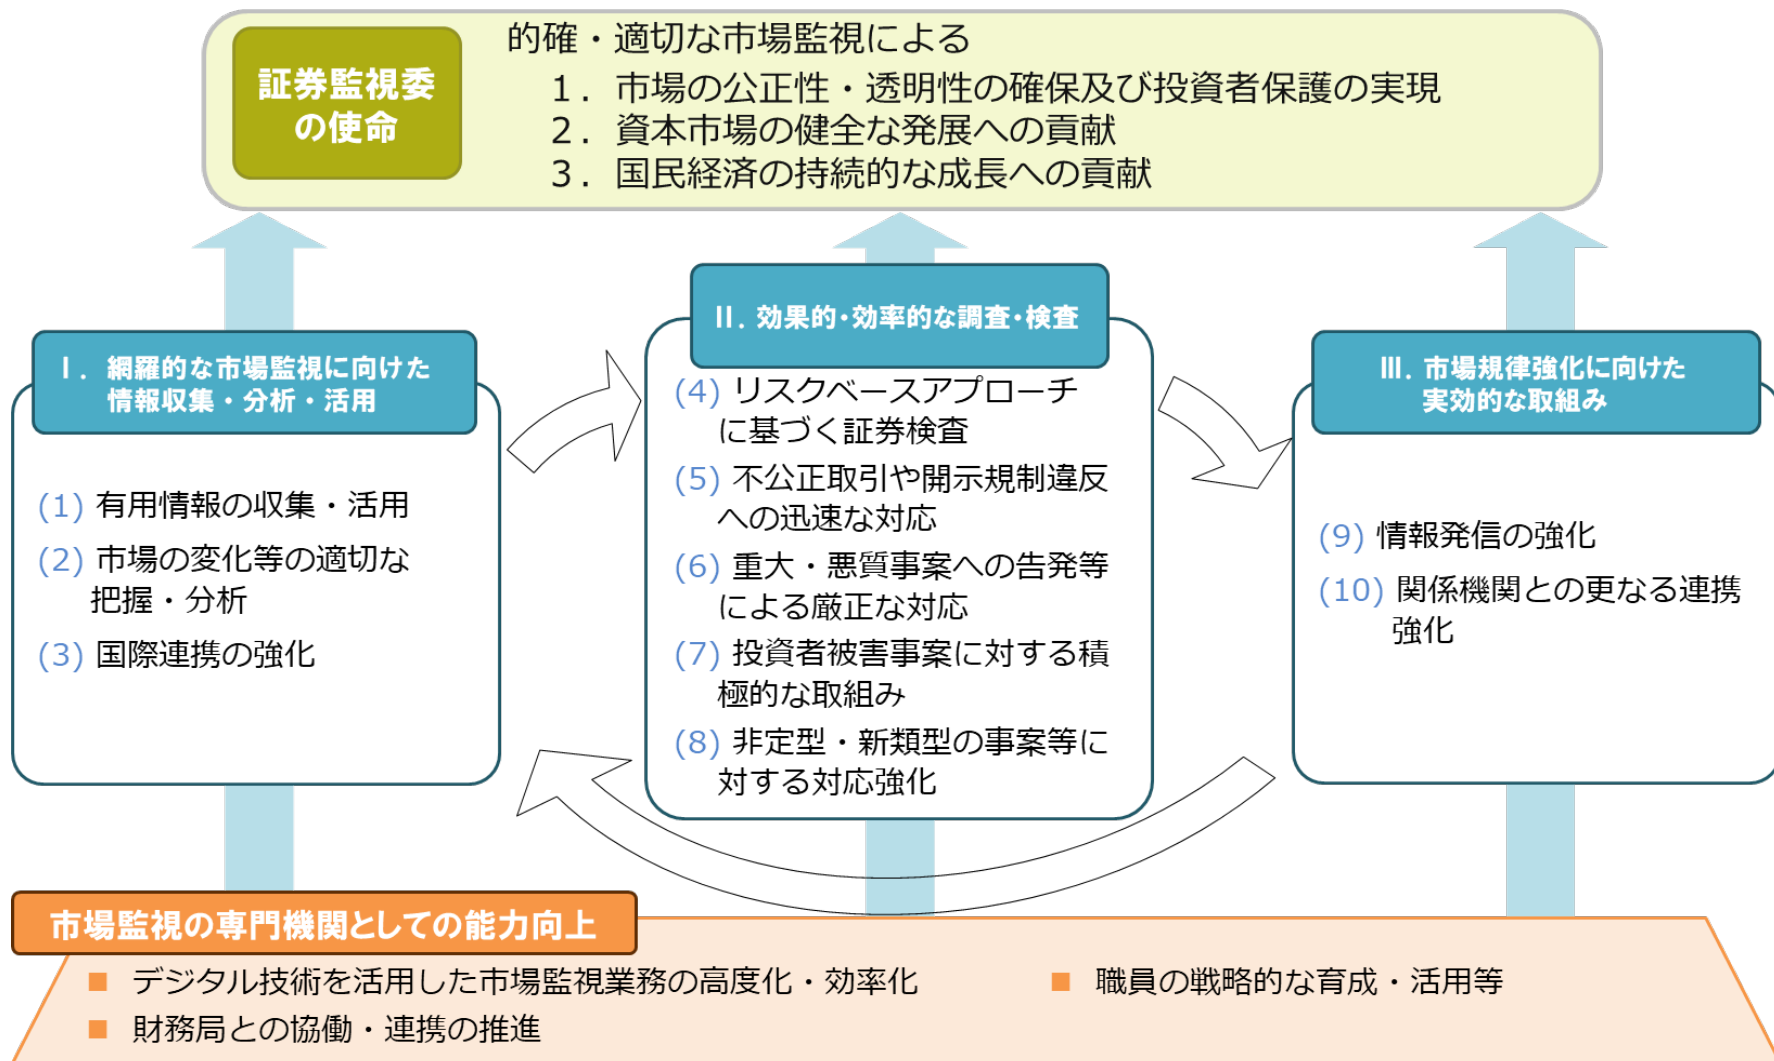 証券監視委
の使命
的確・適切な市場監視による
１．市場の公正性・透明性の確保及び投資者保護の実現
２．資本市場の健全な発展への貢献
３．国民経済の持続的な成長への貢献
Ⅰ．網羅的な市場監視に向けた
情報収集・分析・活用
(1) 有用情報の収集・活用
(2) 市場の変化等の適切な
把握・分析
(3) 国際連携の強化
Ⅱ．効果的・効率的な調査・検査
(4) リスクベースアプローチ
に基づく証券検査
(5) 不公正取引や開示規制違反
への迅速な対応
(6) 重大・悪質事案への告発等
による厳正な対応
(7) 投資者被害事案に対する積
極的な取組み
(8) 非定型・新類型の事案等に
対する対応強化
Ⅲ．市場規律強化に向けた
実効的な取組み
(9) 情報発信の強化
(10) 関係機関との更なる連携
強化
市場監視の専門機関としての能力向上
■ デジタル技術を活用した市場監視業務の高度化・効率化
■ 職員の戦略的な育成・活用等
■ 財務局との協働・連携の推進